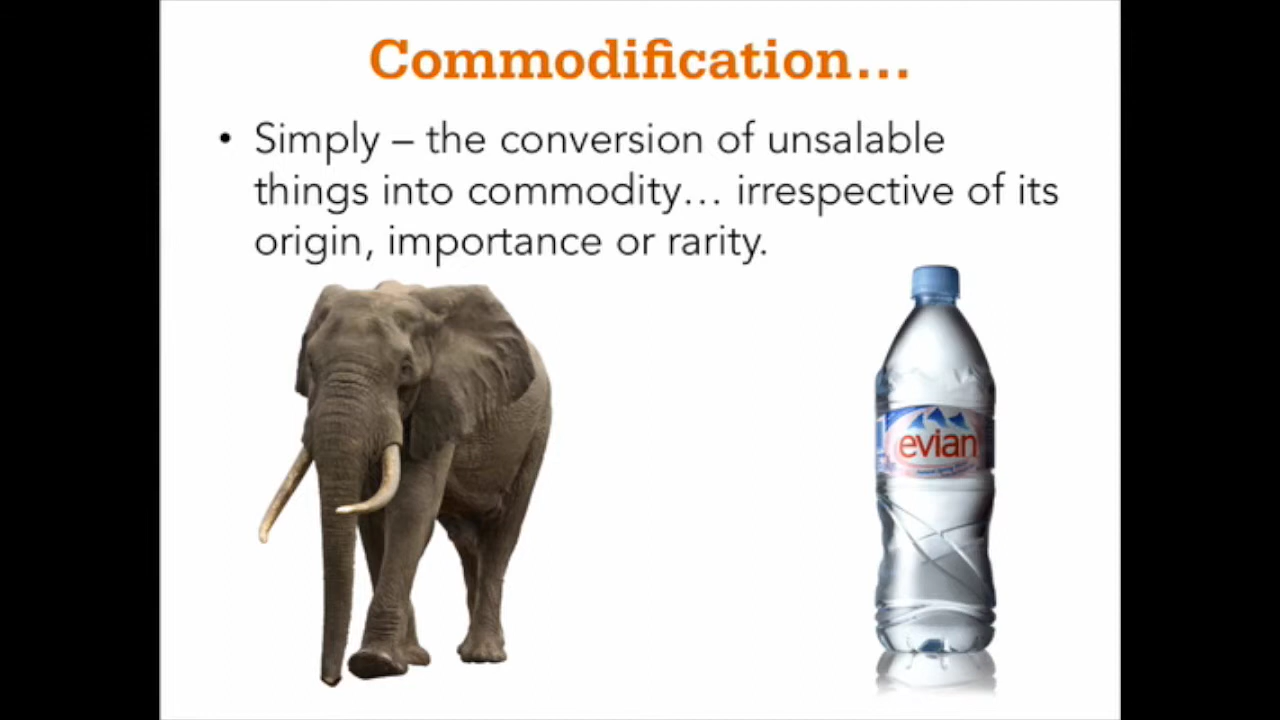 Commodification…
• Simply – the conversion of unsalable
things into commodity… irrespective of its
origin, importance or rarity.
evian